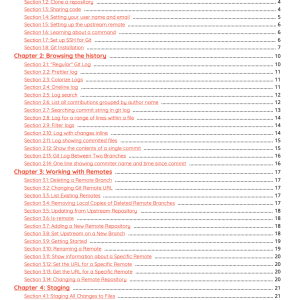 Section 1.2: Clone a repository 4
Section 1.3: Sharing code 4
Section 1.4: Setting your user name and email 5
Section 1.5: Setting up the upstream remote 6
Section 1.6: Learning about a command 6
Section 1.7: Set up SSH for Git 6
Section 1.8: Git Installation 7
Chapter 2: Browsing the history 10
Section 2.1: "Regular" Git Log 10
Section 2.2: Prettier log 11
Section 2.3: Colorize Logs 11
Section 2.4: Oneline log 11
Section 2.5: Log search 12
Section 2.6: List all contributions grouped by author name 12
Section 2.7: Searching commit string in git log 13
Section 2.8: Log for a range of lines within a file 14
Section 2.9: Filter logs 14
Section 2.10: Log with changes inline 14
Section 2.11: Log showing commited files 15
Section 2.12: Show the contents of a single commit 15
Section 2.13: Git Log Between Two Branches 16
Section 2.14: One line showing commiter name and time since commit 16
Chapter 3: Working with Remotes 17
Section 3.1: Deleting a Remote Branch 17
Section 3.2: Changing Git Remote URL 17
Section 3.3: List Existing Remotes 17
Section 3.4: Removing Local Copies of Deleted Remote Branches 17
Section 3.5: Updating from Upstream Repository 18
Section 3.6: ls-remote 18
Section 3.7: Adding a New Remote Repository 18
Section 3.8: Set Upstream on a New Branch 18
Section 3.9: Getting Started 19
Section 3.10: Renaming a Remote 19
Section 3.11: Show Information about a Specific Remote 20
Section 3.12: Set the URL for a Specific Remote 20
Section 3.13: Get the URL for a Specific Remote 20
Section 3.14: Changing a Remote Repository 20
Chapter 4: Staging 21
Section 4.1: Staging All Changes to Files 21